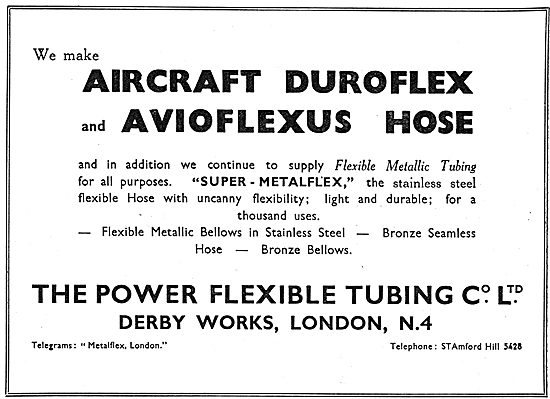 We make
AIRCRAFT DUROFLEX
and AVIOFLEXUS HOSE
and in addition we continue to supply Flexible Metallic Tubing
for all purposes. "SUPER-METALFLEX," the stainless steel
flexible Hose with uncanny flexibility; light and durable; for a
thousand uses.
— Flexible Metallic Bellows in Stainless Steel — Bronze Seamless
Hose — Bronze Bellows.
THE POWER FLEXIBLE TUBING Co. LTD.
DERBY WORKS, LONDON, N.4
Telegrams: "Metalflex, London." Telephone: STAmford Hill 5428